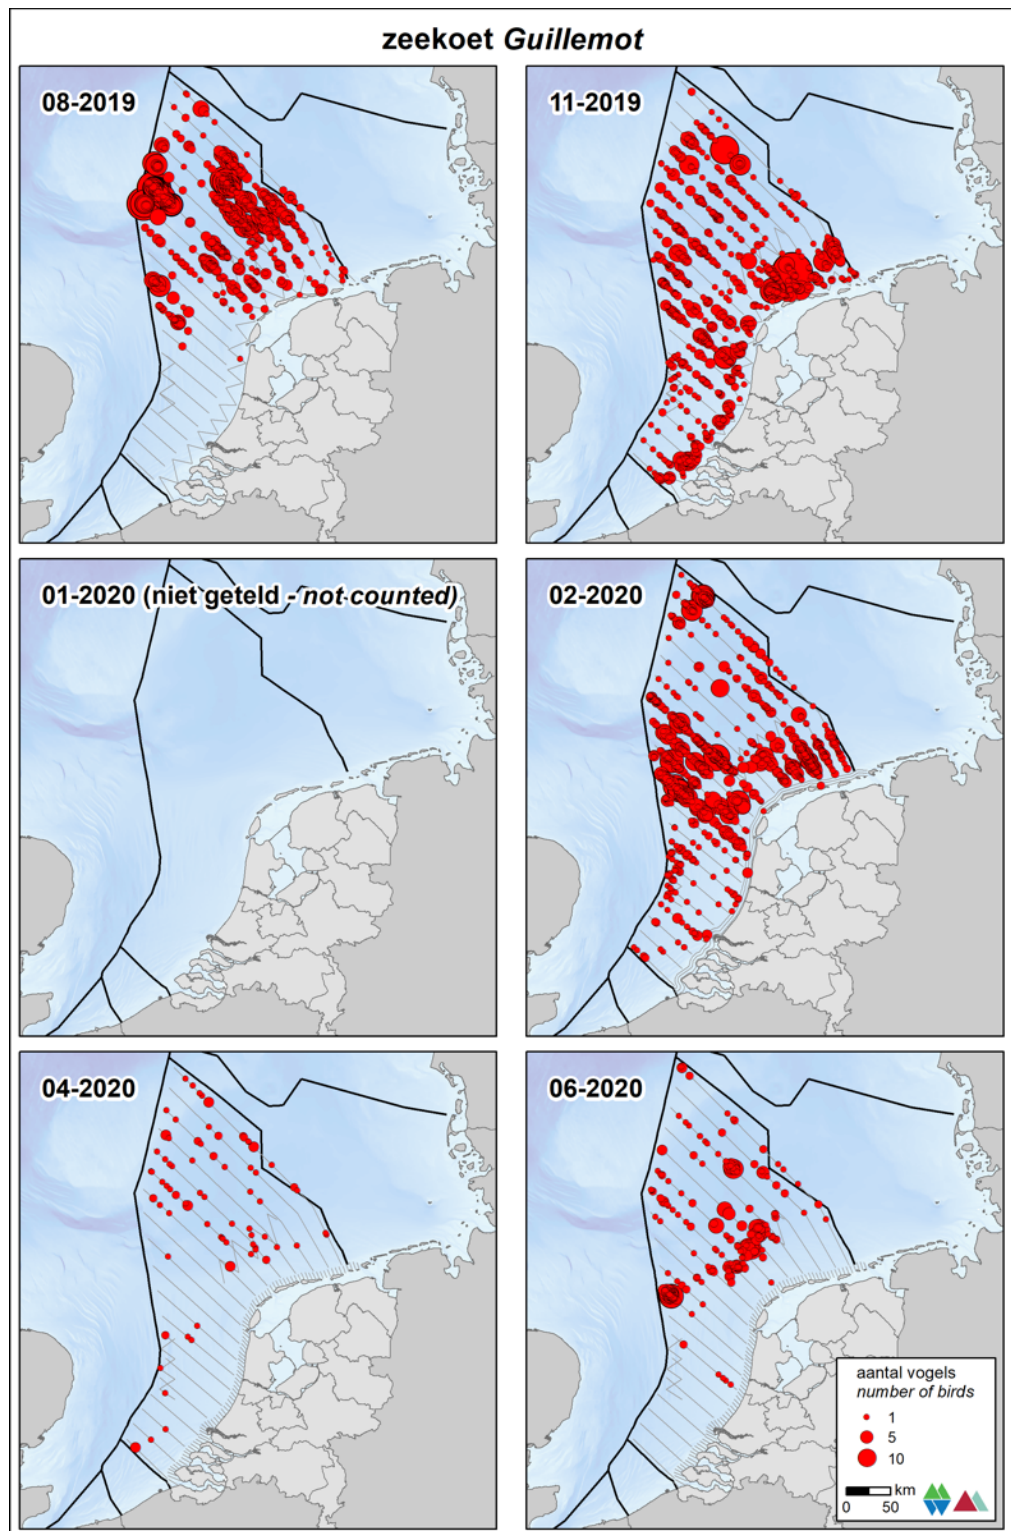 zeekoet Guillemot
08-2019
11-2019
01-2020 (niet geteld - not counted)
02-2020
04-2020
06-2020
aantal vogels
number of birds
1
5
10
km
0 50